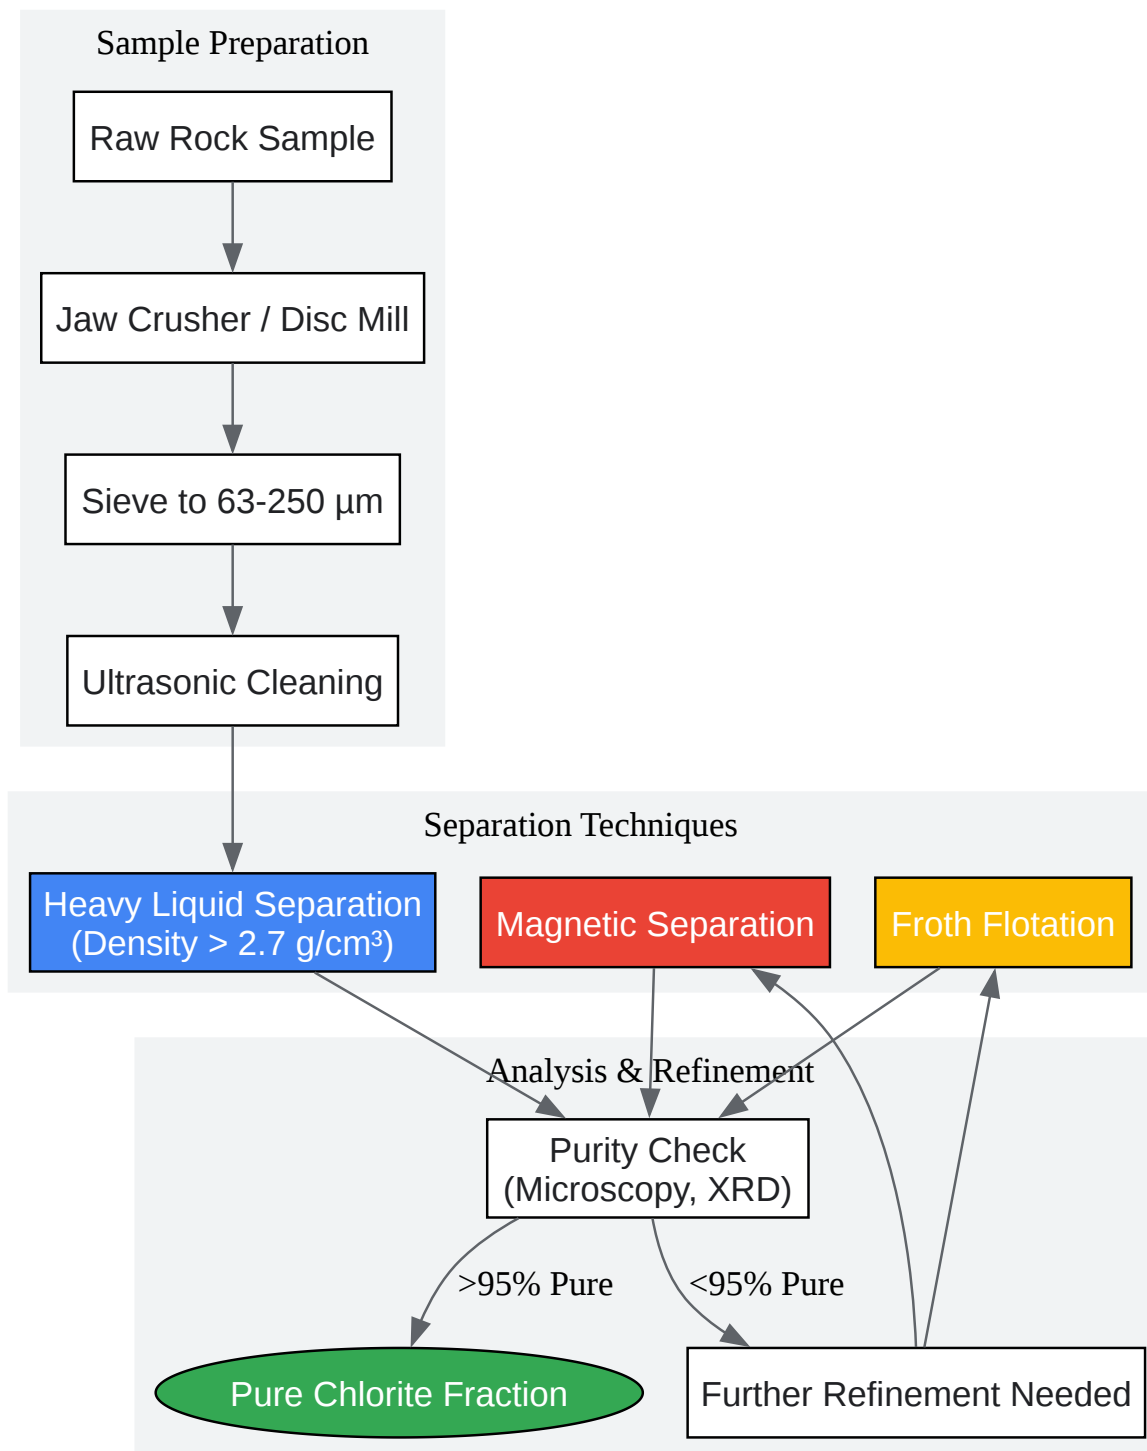 Sample Preparation
Raw Rock Sample
Jaw Crusher / Disc Mill
Sieve to 63-250 µm
Ultrasonic Cleaning
Separation Techniques
Heavy Liquid Separation
(Density > 2.7 g/cm³)
Magnetic Separation
Froth Flotation
Analysis & Refinement
Purity Check
(Microscopy, XRD)
>95% Pure
<95% Pure
Pure Chlorite Fraction
Further Refinement Needed